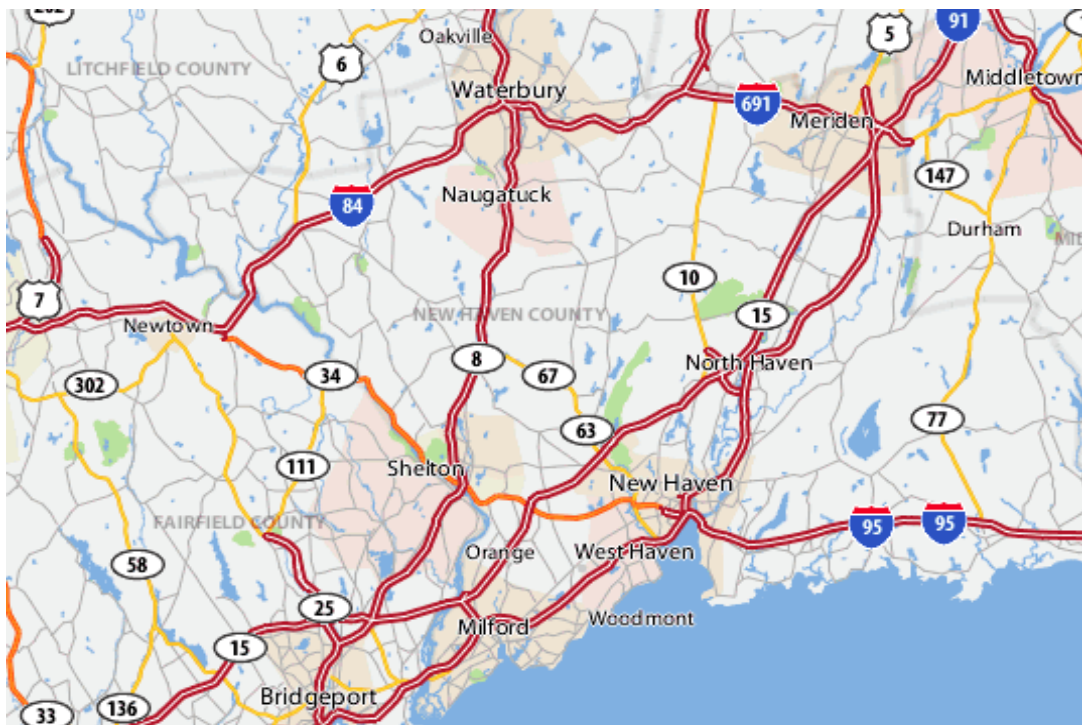 202
6
Oakville
5
91
LITCHFIELD COUNTY
Middletown
Waterbury
691
Meriden
147
Naugatuck
84
Durham
10
7
NEW HAVEN COUNTY
15
Newtown
8
North Haven
34
67
302
77
63
111
Shelton
New Haven
FAIRFIELD COUNTY
95
95
Orange
West Haven
58
25
Woodmont
Milford
15
Bridgeport
136
33